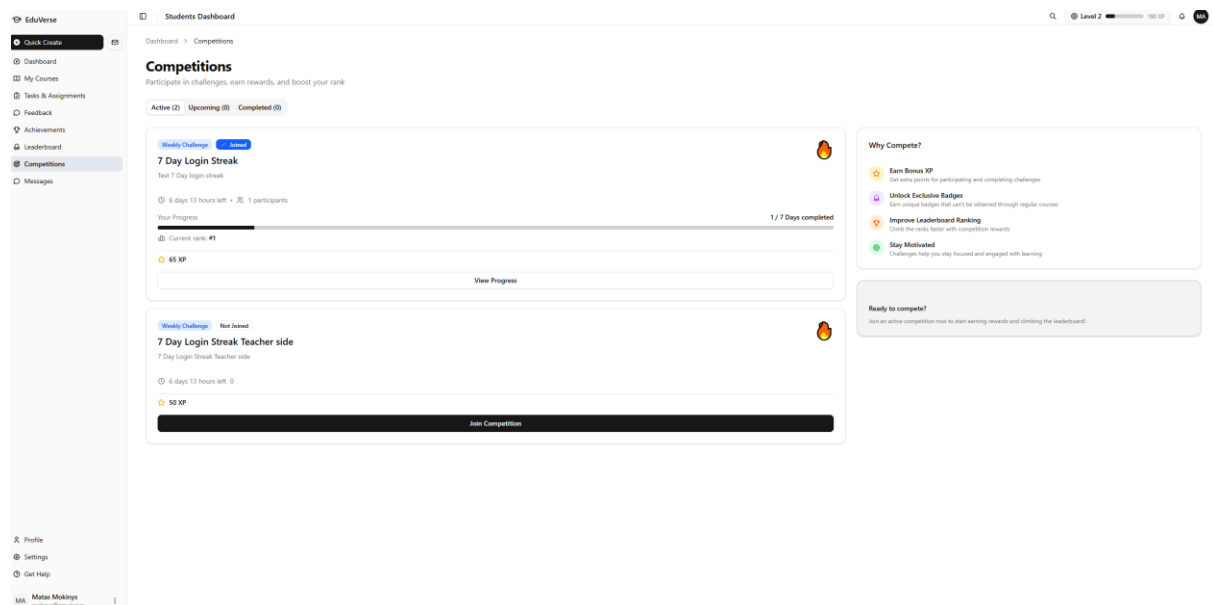 EduVerse
Students Dashboard
Level 2
180 XP
MA
Quick Create
Dashboard
My Courses
Tasks & Assignments
Feedback
Achievements
Leaderboard
Competitions
Messages
Dashboard > Competitions
Competitions
Participate in challenges, earn rewards, and boost your rank
Active (2) Upcoming (0) Completed (0)
Weekly Challenge ✓ Joined
7 Day Login Streak
Test 7 Day login streak
6 days 13 hours left • 1 participants
Your Progress 1 / 7 Days completed
Current rank: #1
65 XP
View Progress
Weekly Challenge Not Joined
7 Day Login Streak Teacher side
7 Day Login Streak Teacher side
6 days 13 hours left 0
50 XP
Join Competition
Why Compete?
Earn Bonus XP
Get extra points for participating and completing challenges
Unlock Exclusive Badges
Earn unique badges that can't be obtained through regular courses
Improve Leaderboard Ranking
Climb the ranks faster with competition rewards
Stay Motivated
Challenges help you stay focused and engaged with learning
Ready to compete?
Join an active competition now to start earning rewards and climbing the leaderboard!
Profile
Settings
Get Help
MA Matas Mokinys